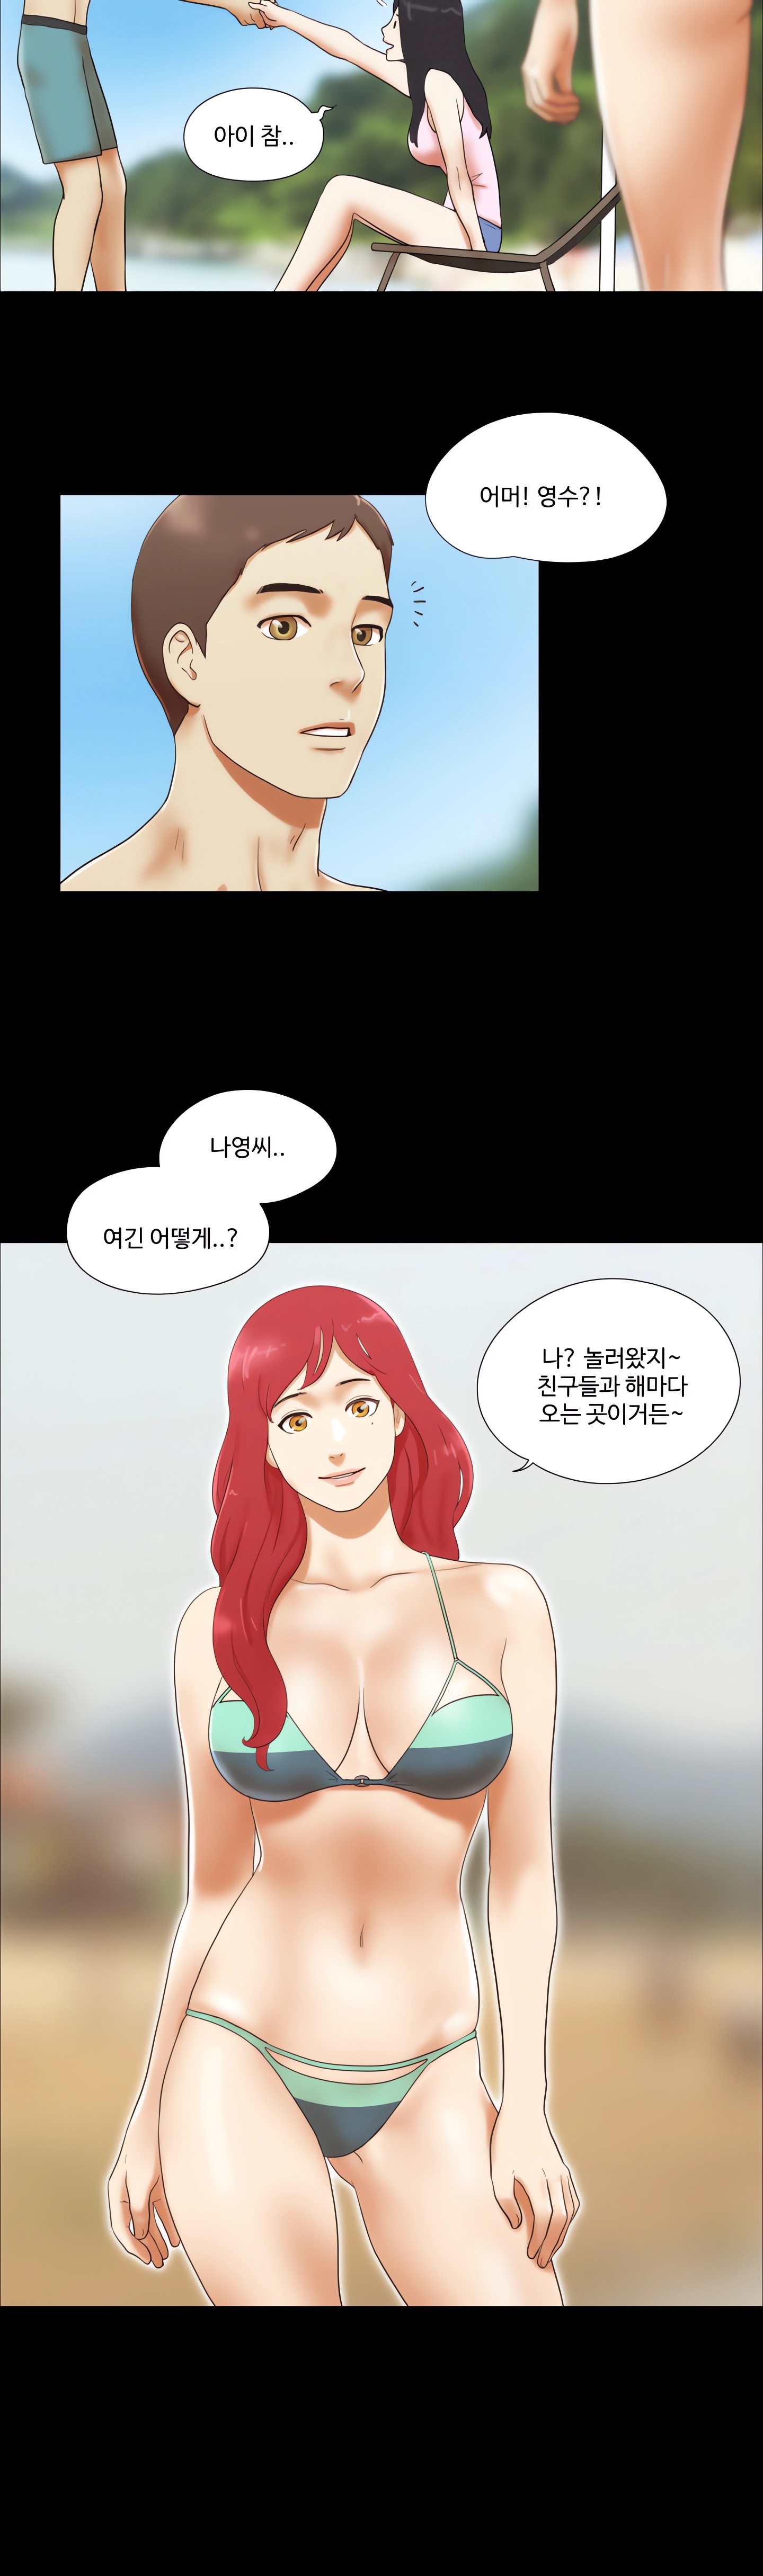 아이 참..
어머! 영수?!
나영씨..
여긴 어떻게..?
나? 놀러왔지~
친구들과 해마다
오는 곳이거든~